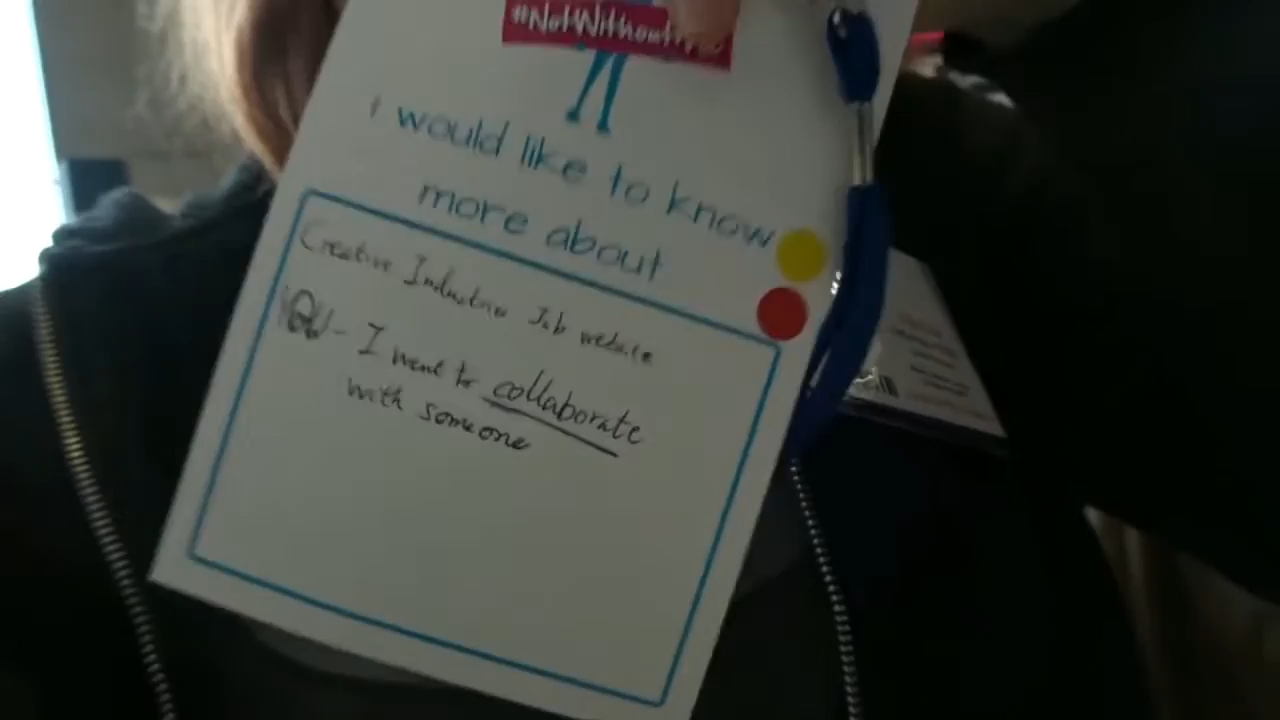 #NotWithout
I would like to know
more about
Creative Industries Job website
- I want to collaborate
with someone